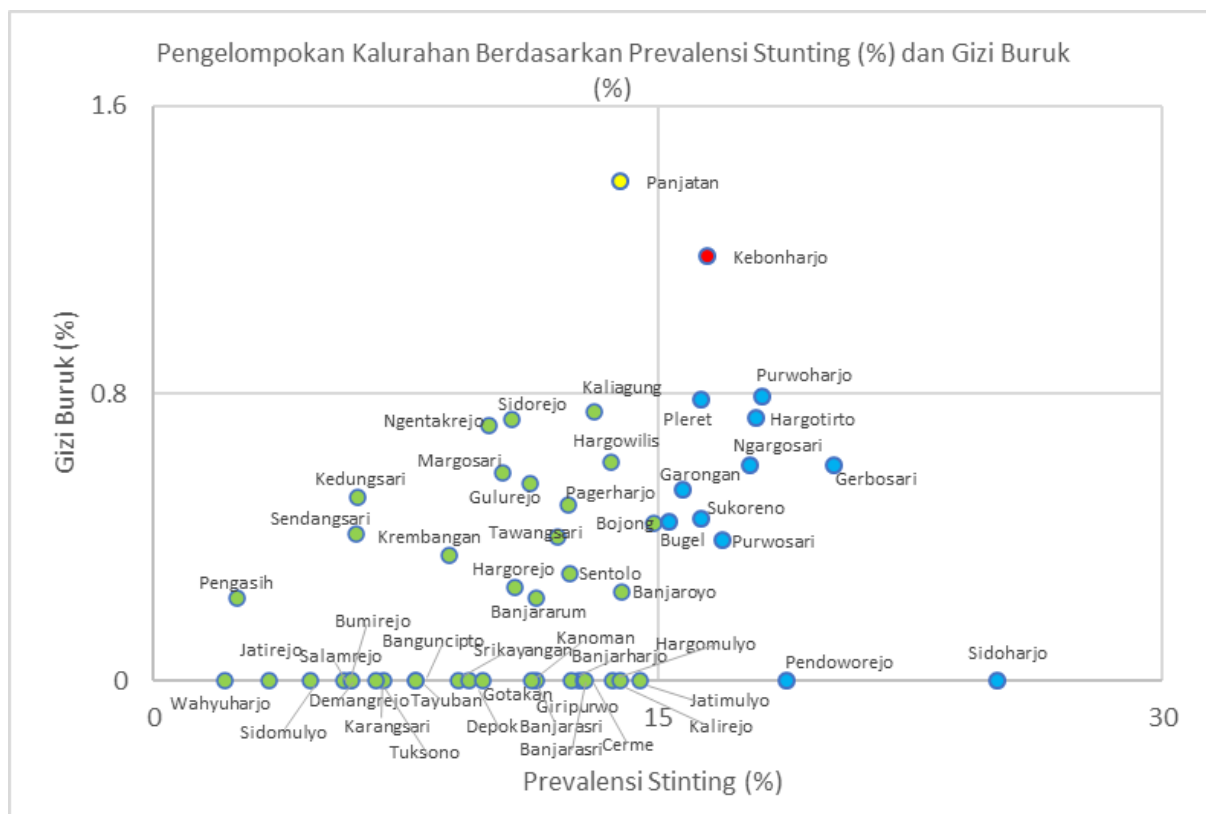 Pengelompokan Kalurahan Berdasarkan Prevalensi Stunting (%) dan Gizi Buruk
(%)
1.6
Panjatan
Kebonharjo
Gizi Buruk (%)
0.8
Purwoharjo
Kaliagung
Sidorejo
Ngentakrejo
Pleret
Hargotirto
Hargowilis
Ngargosari
Margosari
Gerbosari
Kedungsari
Garongan
Gulurejo
Pagerharjo
Sendangsari
Sukoreno
Bojong
Krembangan
Tawangsari
Bugel
Purwosari
Hargorejo
Sentolo
Pengasih
Banjaroyo
Banjararum
Bumirejo
Banguncipto
Kanoman
Hargomulyo
Jatirejo
Salamrejo
Srikayangan
Banjarharjo
Pendoworejo
Sidoharjo
0
Wahyuharjo
Demangrejo
Tayuban
Gotakan
Giripurwo
Jatimulyo
0
15
30
Sidomulyo
Karangsari
Depok
Banjarasri
Kalirejo
Tuksono
Banjarasri
Cerme
Prevalensi Stinting (%)